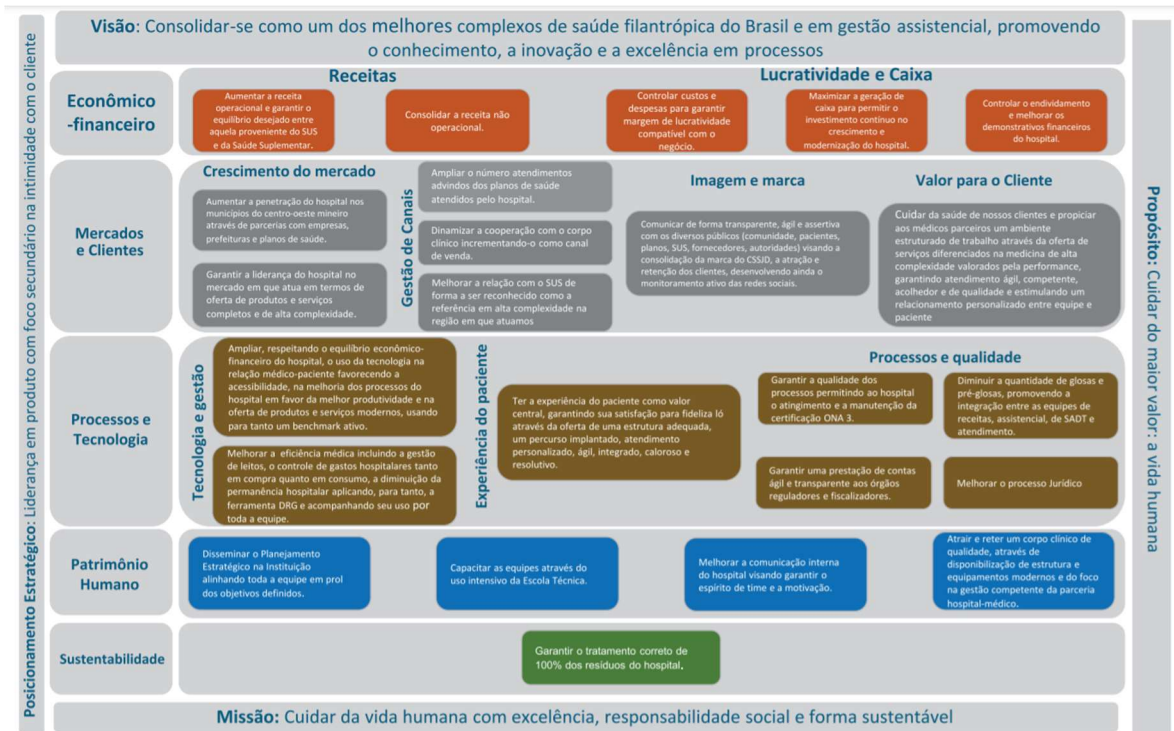 Visão: Consolidar-se como um dos melhores complexos de saúde filantrópica do Brasil e em gestão assistencial, promovendo
o conhecimento, a inovação e a excelência em processos
Posicionamento Estratégico: Liderança em produto com foco secundário na intimidade com o cliente
Propósito: Cuidar do maior valor: a vida humana
Econômico
-financeiro
Receitas
Aumentar a receita
operacional e garantir o
equilíbrio desejado entre
aquela proveniente do SUS
e da Saúde Suplementar.
Consolidar a receita não
operacional.
Lucratividade e Caixa
Controlar custos e
despesas para garantir
margem de lucratividade
compatível com o
negócio.
Maximizar a geração de
caixa para permitir o
investimento contínuo no
crescimento e
modernização do hospital.
Controlar o endividamento
e melhorar os
demonstrativos financeiros
do hospital.
Mercados
e Clientes
Crescimento do mercado
Aumentar a penetração do hospital nos
municípios do centro-oeste mineiro
através de parcerias com empresas,
prefeituras e planos de saúde.
Garantir a liderança do hospital no
mercado em que atua em termos de
oferta de produtos e serviços
completos e de alta complexidade.
Gestão de Canais
Ampliar o número atendimentos
advindos dos planos de saúde
atendidos pelo hospital.
Dinamizar a cooperação com o corpo
clínico incrementando-o como canal
de venda.
Melhorar a relação com o SUS de
forma a ser reconhecido como a
referência em alta complexidade na
região em que atuamos
Imagem e marca
Comunicar de forma transparente, ágil e assertiva
com os diversos públicos (comunidade, pacientes,
planos, SUS, fornecedores, autoridades) visando a
consolidação da marca do CSSJD, a atração e
retenção dos clientes, desenvolvendo ainda o
monitoramento ativo das redes sociais.
Valor para o Cliente
Cuidar da saúde de nossos clientes e propiciar
aos médicos parceiros um ambiente
estruturado de trabalho através da oferta de
serviços diferenciados na medicina de alta
complexidade valorados pela performance,
garantindo atendimento ágil, competente,
acolhedor e de qualidade e estimulando um
relacionamento personalizado entre equipe e
paciente
Processos e
Tecnologia
Tecnologia e gestão
Ampliar, respeitando o equilíbrio econômico-
financeiro do hospital, o uso da tecnologia na
relação médico-paciente favorecendo a
acessibilidade, na melhoria dos processos do
hospital em favor da melhor produtividade e na
oferta de produtos e serviços modernos, usando
para tanto um benchmark ativo.
Melhorar a eficiência médica incluindo a gestão
de leitos, o controle de gastos hospitalares tanto
em compra quanto em consumo, a diminuição da
permanência hospitalar aplicando, para tanto, a
ferramenta DRG e acompanhando seu uso por
toda a equipe.
Experiência do paciente
Ter a experiência do paciente como valor
central, garantindo sua satisfação para fideliza ló
através da oferta de uma estrutura adequada,
um percurso implantado, atendimento
personalizado, ágil, integrado, caloroso e
resolutivo.
Processos e qualidade
Garantir a qualidade dos
processos permitindo ao hospital
o atingimento e a manutenção da
certificação ONA 3.
Diminuir a quantidade de glosas e
pré-glosas, promovendo a
integração entre as equipes de
receitas, assistencial, de SADT e
atendimento.
Garantir uma prestação de contas
ágil e transparente aos órgãos
reguladores e fiscalizadores.
Melhorar o processo Jurídico
Patrimônio
Humano
Disseminar o Planejamento
Estratégico na Instituição
alinhando toda a equipe em prol
dos objetivos definidos.
Capacitar as equipes através do
uso intensivo da Escola Técnica.
Melhorar a comunicação interna
do hospital visando garantir o
espírito de time e a motivação.
Atrair e reter um corpo clínico de
qualidade, através de
disponibilização de estrutura e
equipamentos modernos e do foco
na gestão competente da parceria
hospital-médico.
Sustentabilidade
Garantir o tratamento correto de
100% dos resíduos do hospital.
Missão: Cuidar da vida humana com excelência, responsabilidade social e forma sustentável